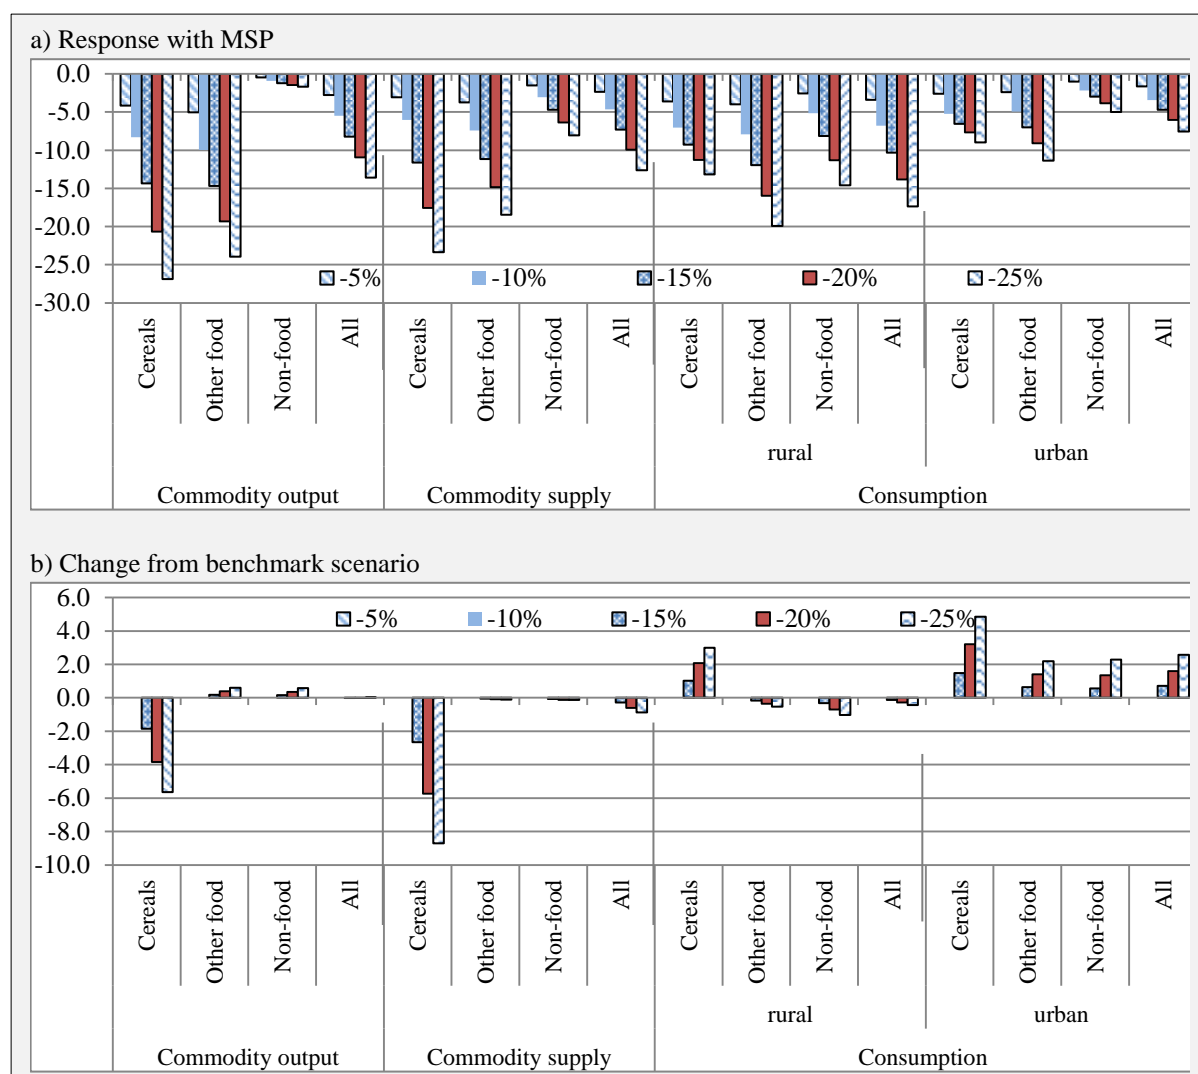 a) Response with MSP
0.0
-5.0
-10.0
-15.0
-20.0
-25.0
-30.0
-5% -10% -15% -20% -25%
Cereals Other food Non-food All Cereals Other food Non-food All Cereals Other food Non-food All Cereals Other food Non-food All
rural urban
Commodity output Commodity supply Consumption
b) Change from benchmark scenario
6.0
4.0
2.0
0.0
-2.0
-4.0
-6.0
-8.0
-10.0
-5% -10% -15% -20% -25%
Cereals Other food Non-food All Cereals Other food Non-food All Cereals Other food Non-food All Cereals Other food Non-food All
rural urban
Commodity output Commodity supply Consumption